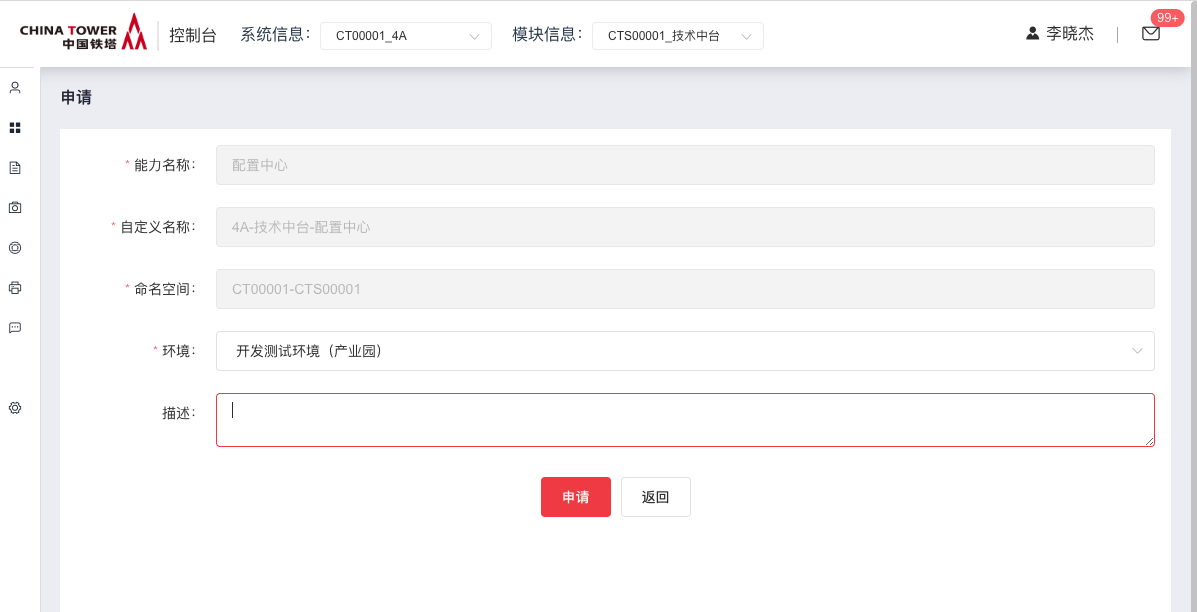 CHINA TOWER
中国铁塔
控制台
系统信息：
CT00001_4A
模块信息：
CTS00001_技术中台
李晓杰
99+
申请
* 能力名称：
配置中心
* 自定义名称：
4A-技术中台-配置中心
* 命名空间：
CT00001-CTS00001
* 环境：
开发测试环境（产业园）
描述：
申请
返回